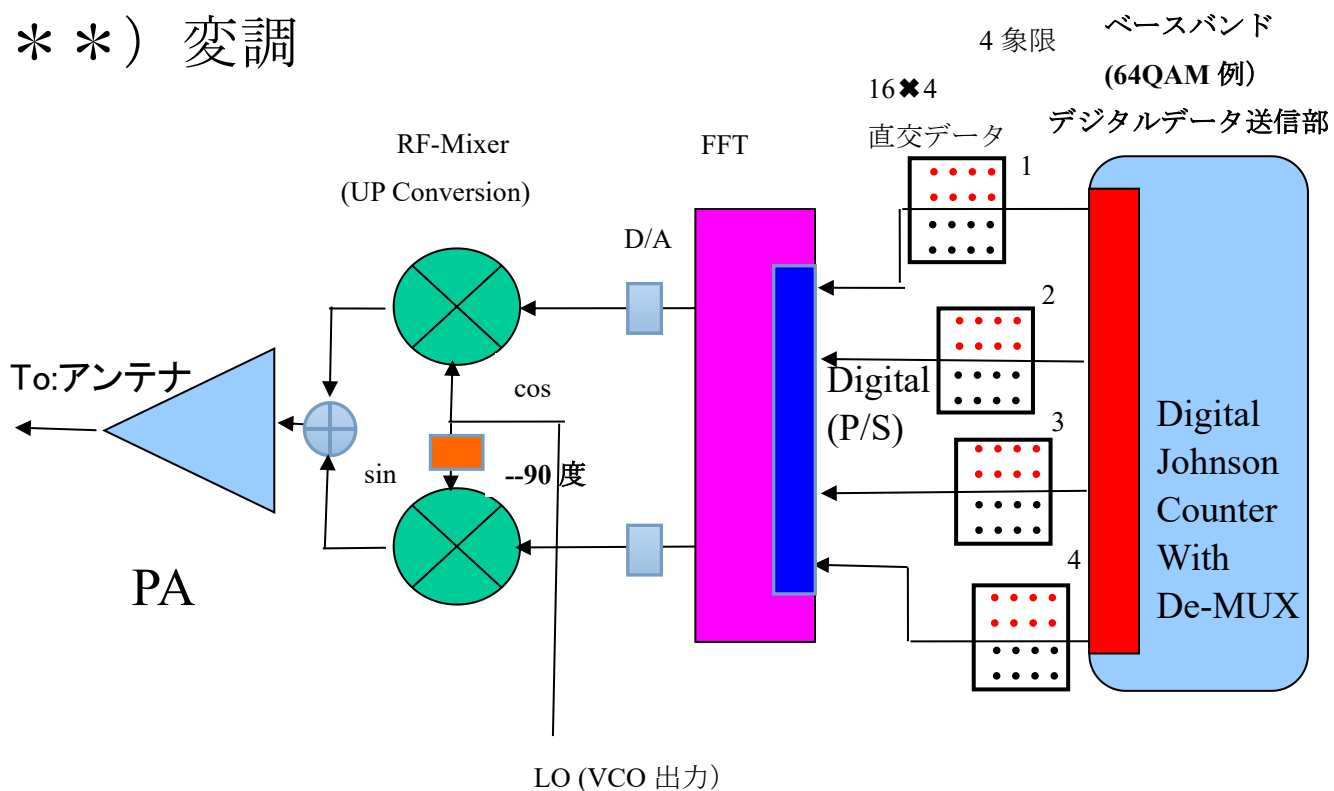 ＊＊）変調
4 象限
ベースバンド
(64QAM 例）
デジタルデータ送信部
16✖4
直交データ
RF-Mixer
(UP Conversion)
FFT
D/A
1
2
3
4
To:アンテナ
cos
sin
--90 度
Digital
(P/S)
Digital
Johnson
Counter
With
De-MUX
PA
LO (VCO 出力）